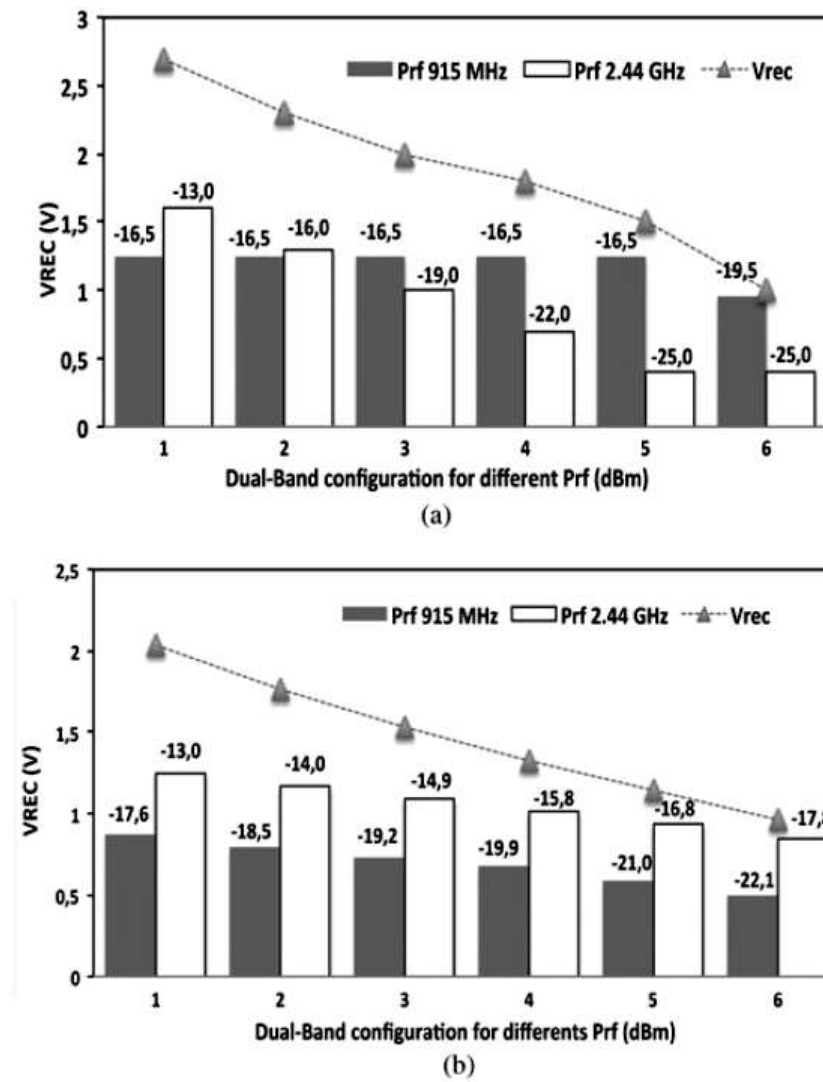 3
Prf 915 MHz Prf 2.44 GHz Vrec
2,5
2
-13,0
1,5
-16,5 -16,5 -16,0 -16,5 -16,5 -16,5
-19,0 -19,5
1
-22,0
-25,0 -25,0
0,5
0
VREC (V)
1 2 3 4 5 6
Dual-Band configuration for different Prf (dBm)
(a)
2,5
Prf 915 MHz Prf 2.44 GHz Vrec
2
1,5
-13,0 -14,0 -14,9 -15,8 -16,8
1
-17,6 -18,5 -19,2 -19,9 -21,0 -22,1
0,5
0
VREC (V)
1 2 3 4 5 6
Dual-Band configuration for differents Prf (dBm)
(b)